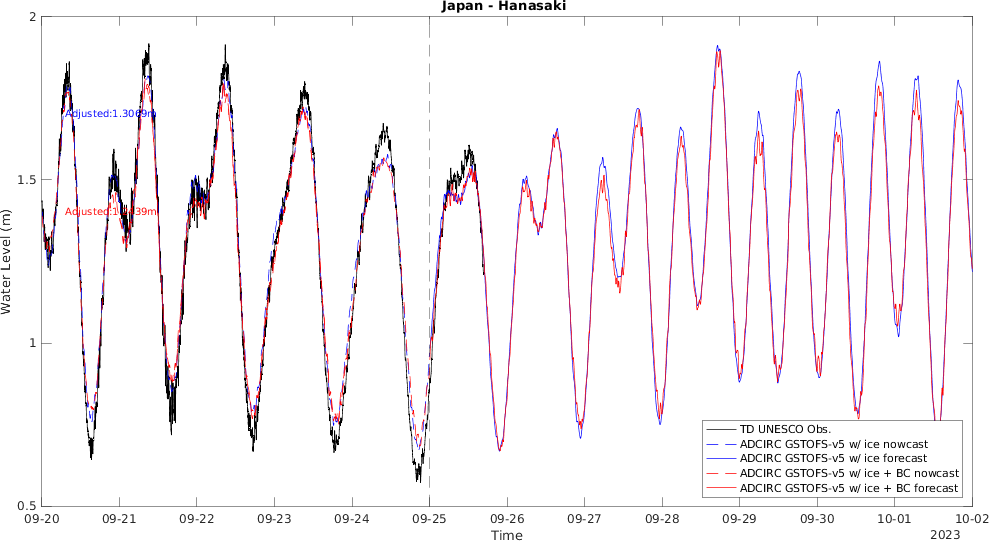 Japan - Hanasaki
2
1.5
1
0.5
Water Level (m)
Adjusted:1.3069m
09-20
09-21
09-22
09-23
09-24
09-25
09-26
09-27
09-28
09-29
09-30
10-01
10-02
Time
2023
TD UNESCO Obs.
ADCIRC GSTOFS-v5 w/ ice nowcast
ADCIRC GSTOFS-v5 w/ ice forecast
ADCIRC GSTOFS-v5 w/ ice + BC nowcast
ADCIRC GSTOFS-v5 w/ ice + BC forecast